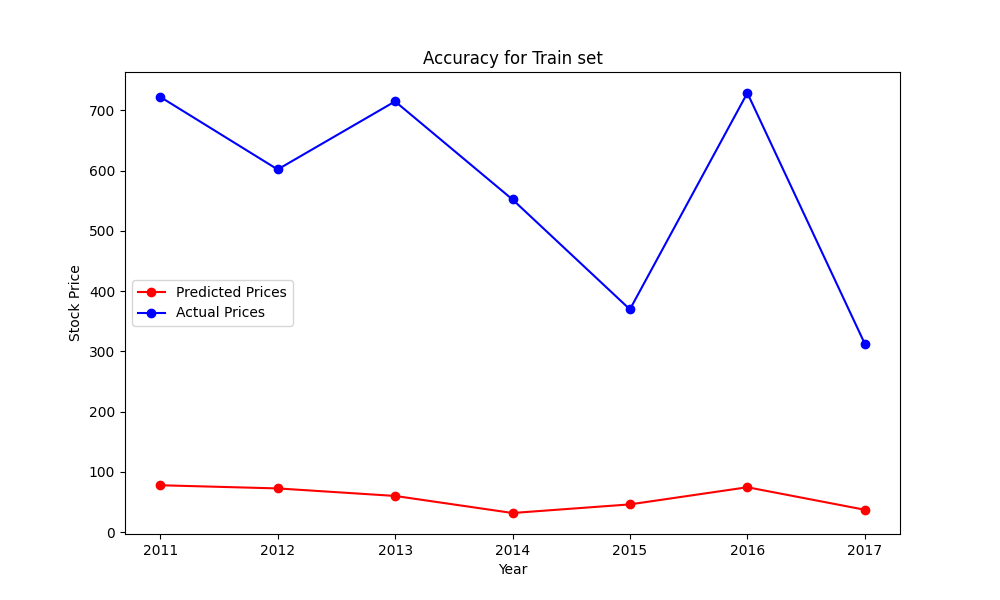 Accuracy for Train set
700
600
500
400
300
200
100
0
Stock Price
Predicted Prices
Actual Prices
2011 2012 2013 2014 2015 2016 2017
Year